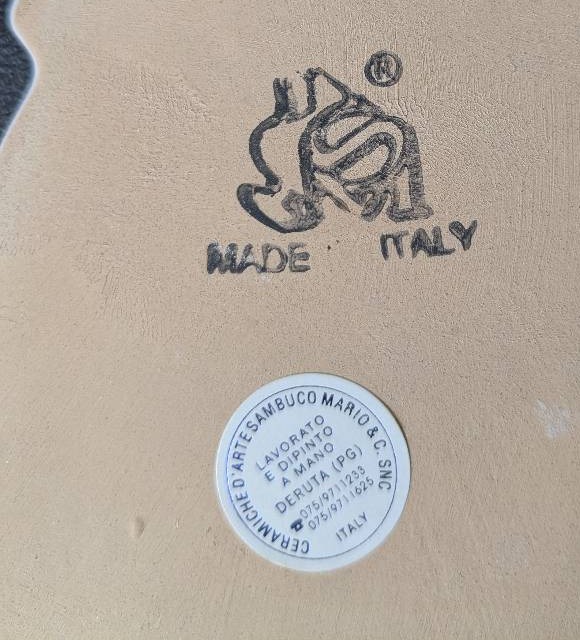 ®
MADE ITALY
CERAMICHE D'ARTE SAMBUCO MARIO & C. SNC
LAVORATO
E DIPINTO
A MANO
DERUTA (PG)
☎075/9711233
075/9711625
ITALY